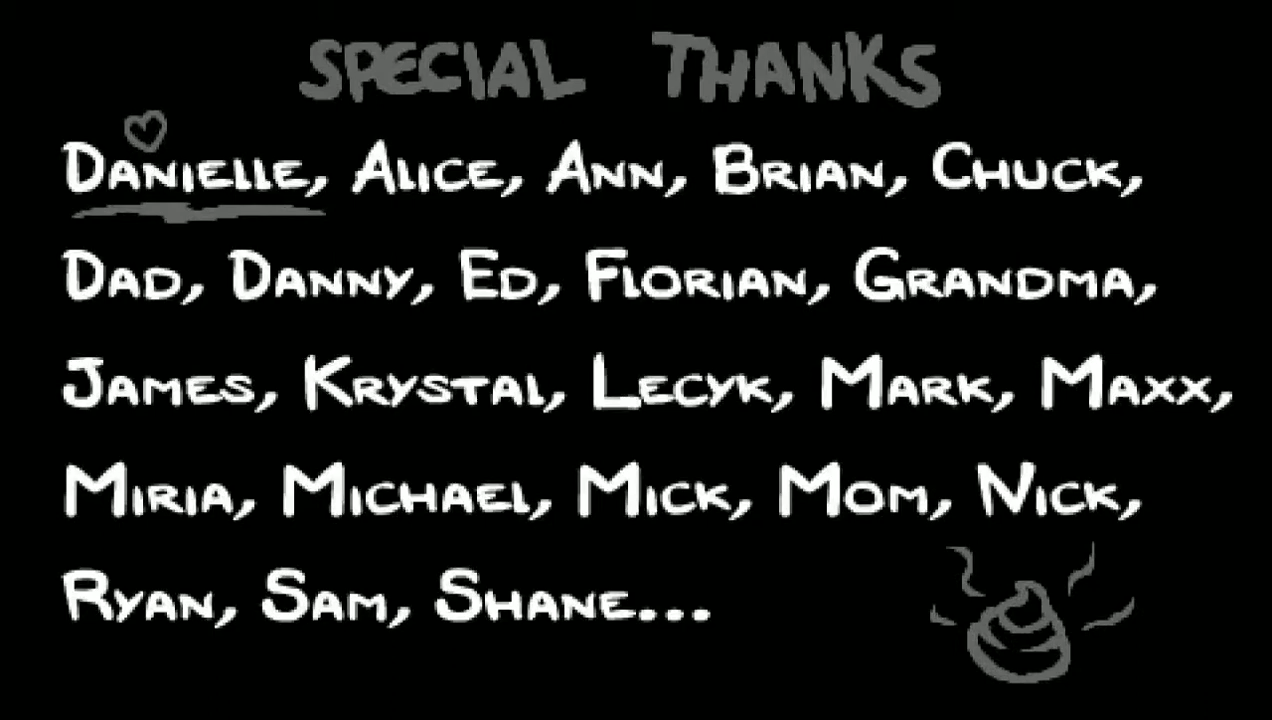 SPECIAL THANKS
DANIELLE, ALICE, ANN, BRIAN, CHUCK,
DAD, DANNY, ED, FLORIAN, GRANDMA,
JAMES, KRYSTAL, LECYK, MARK, MAXX,
MIRIA, MICHAEL, MICK, MOM, NICK,
RYAN, SAM, SHANE...